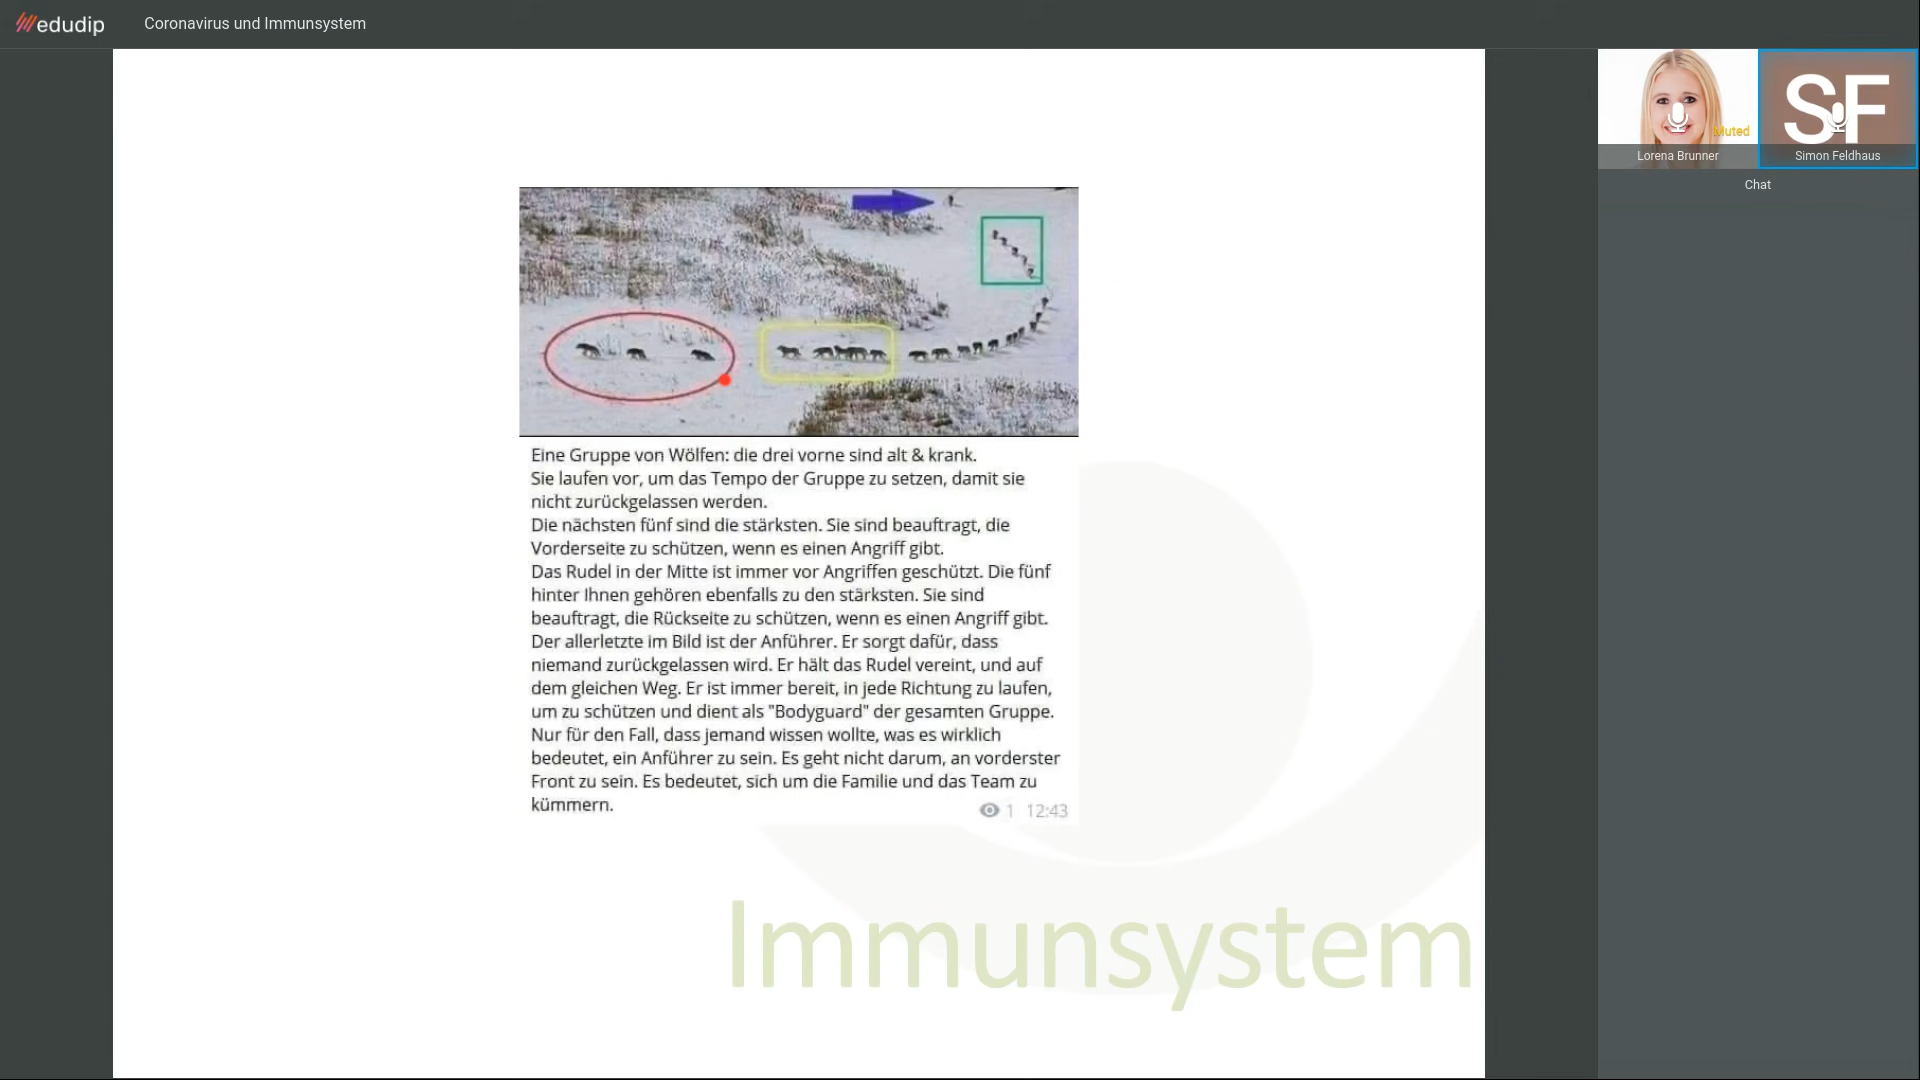 edudip
Coronavirus und Immunsystem
SF
Muted
Lorena Brunner
Simon Feldhaus
Chat
Eine Gruppe von Wölfen: die drei vorne sind alt & krank.
Sie laufen vor, um das Tempo der Gruppe zu setzen, damit sie
nicht zurückgelassen werden.
Die nächsten fünf sind die stärksten. Sie sind beauftragt, die
Vorderseite zu schützen, wenn es einen Angriff gibt.
Das Rudel in der Mitte ist immer vor Angriffen geschützt. Die fünf
hinter Ihnen gehören ebenfalls zu den stärksten. Sie sind
beauftragt, die Rückseite zu schützen, wenn es einen Angriff gibt.
Der allerletzte im Bild ist der Anführer. Er sorgt dafür, dass
niemand zurückgelassen wird. Er hält das Rudel vereint, und auf
dem gleichen Weg. Er ist immer bereit, in jede Richtung zu laufen,
um zu schützen und dient als "Bodyguard" der gesamten Gruppe.
Nur für den Fall, dass jemand wissen wollte, was es wirklich
bedeutet, ein Anführer zu sein. Es geht nicht darum, an vorderster
Front zu sein. Es bedeutet, sich um die Familie und das Team zu
kümmern.
1 12:43
Immunsystem